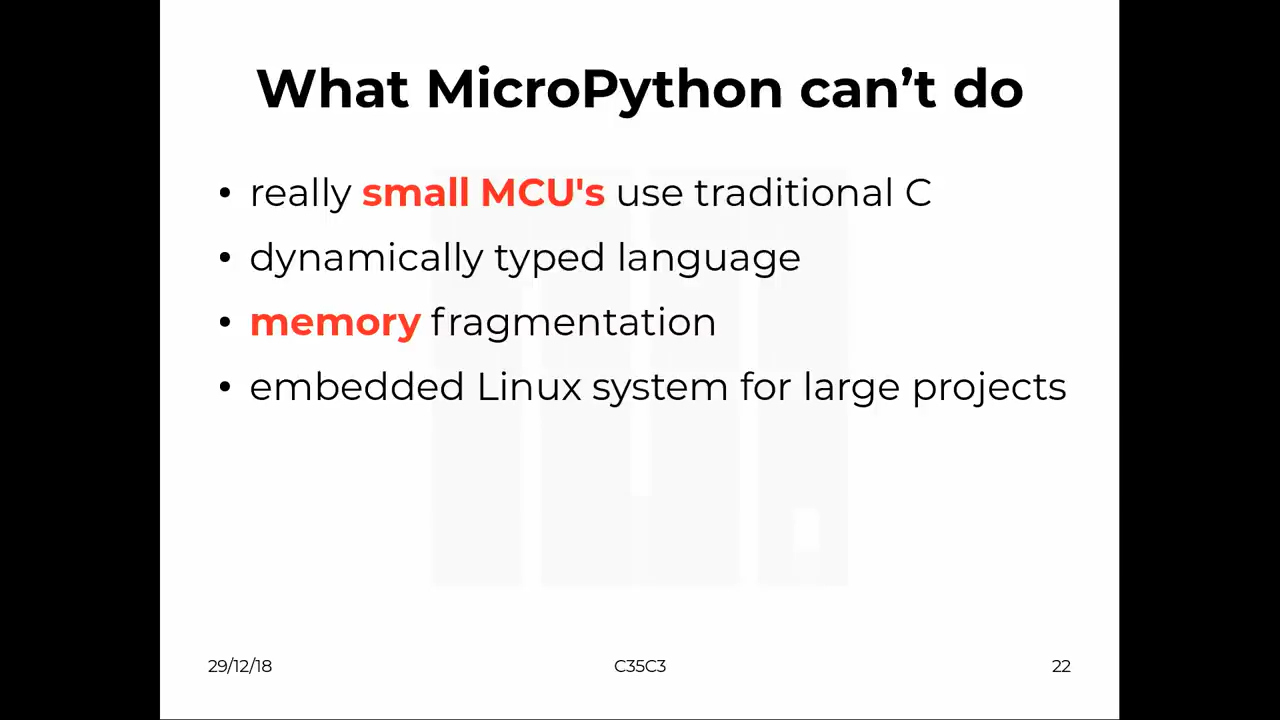 What MicroPython can’t do
• really small MCU's use traditional C
• dynamically typed language
• memory fragmentation
• embedded Linux system for large projects
29/12/18 C35C3 22